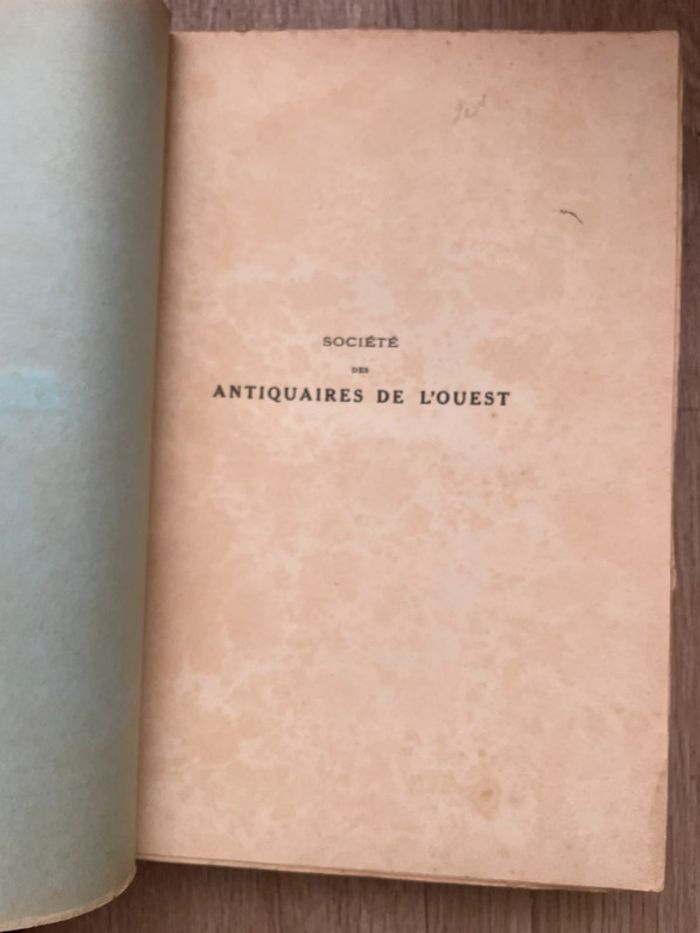 SOCIÉTÉ
DES
ANTIQUAIRES DE L'OUEST